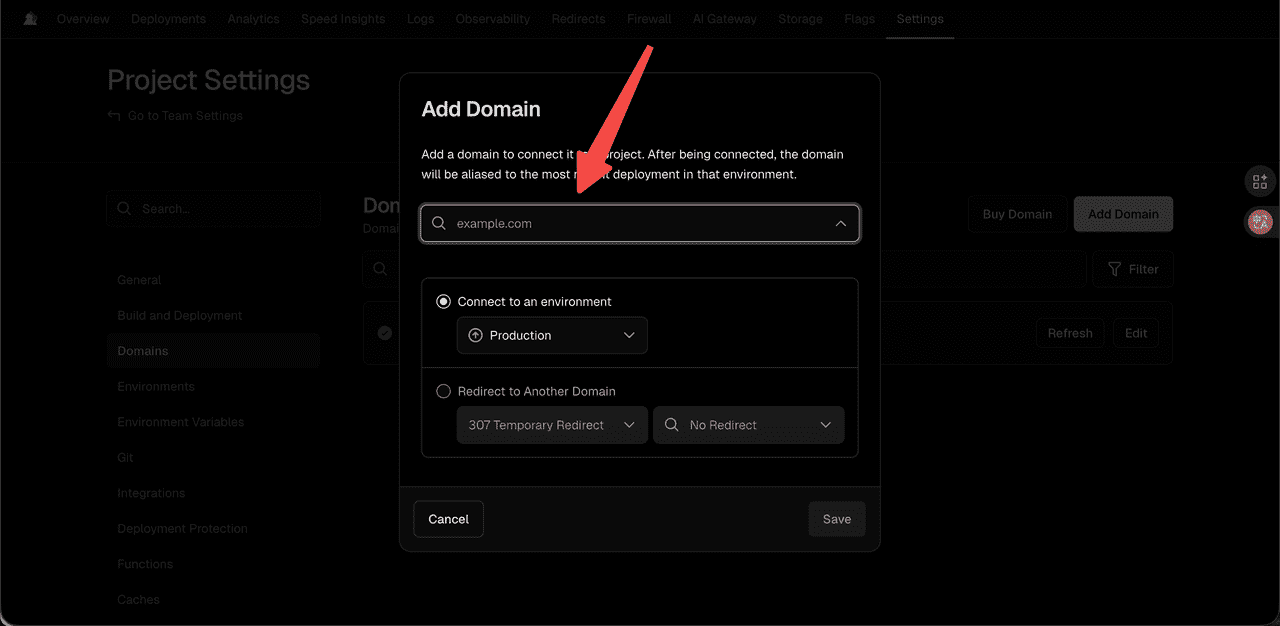 Overview Deployments Analytics Speed Insights Logs Observability Redirects Firewall AI Gateway Storage Flags Settings
Project Settings
Go to Team Settings
Search...
General
Build and Deployment
Domains
Environments
Environment Variables
Git
Integrations
Deployment Protection
Functions
Caches
Buy Domain Add Domain
Filter
Refresh Edit
Add Domain
Add a domain to connect it project. After being connected, the domain
will be aliased to the most deployment in that environment.
example.com
Connect to an environment
Production
Redirect to Another Domain
307 Temporary Redirect No Redirect
Cancel Save